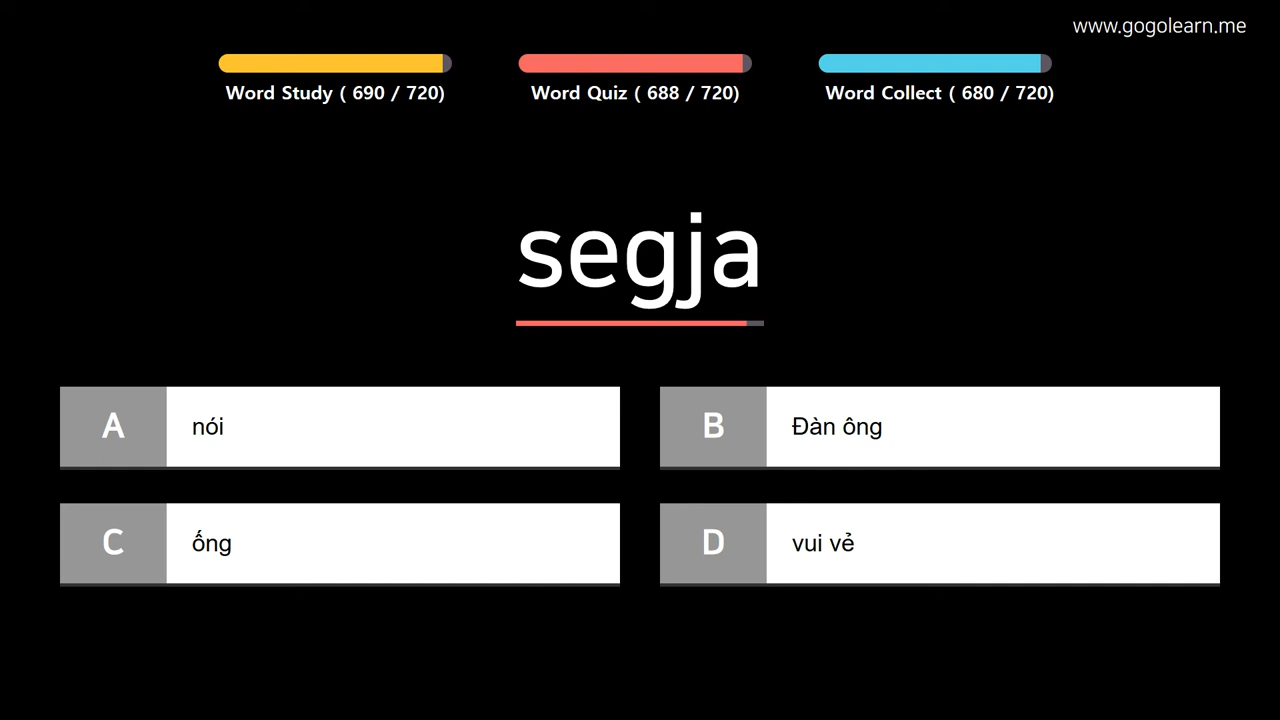 www.gogolearn.me
Word Study ( 690 / 720)
Word Quiz ( 688 / 720)
Word Collect ( 680 / 720)
segja
A nói
B Đàn ông
C ống
D vui vẻ